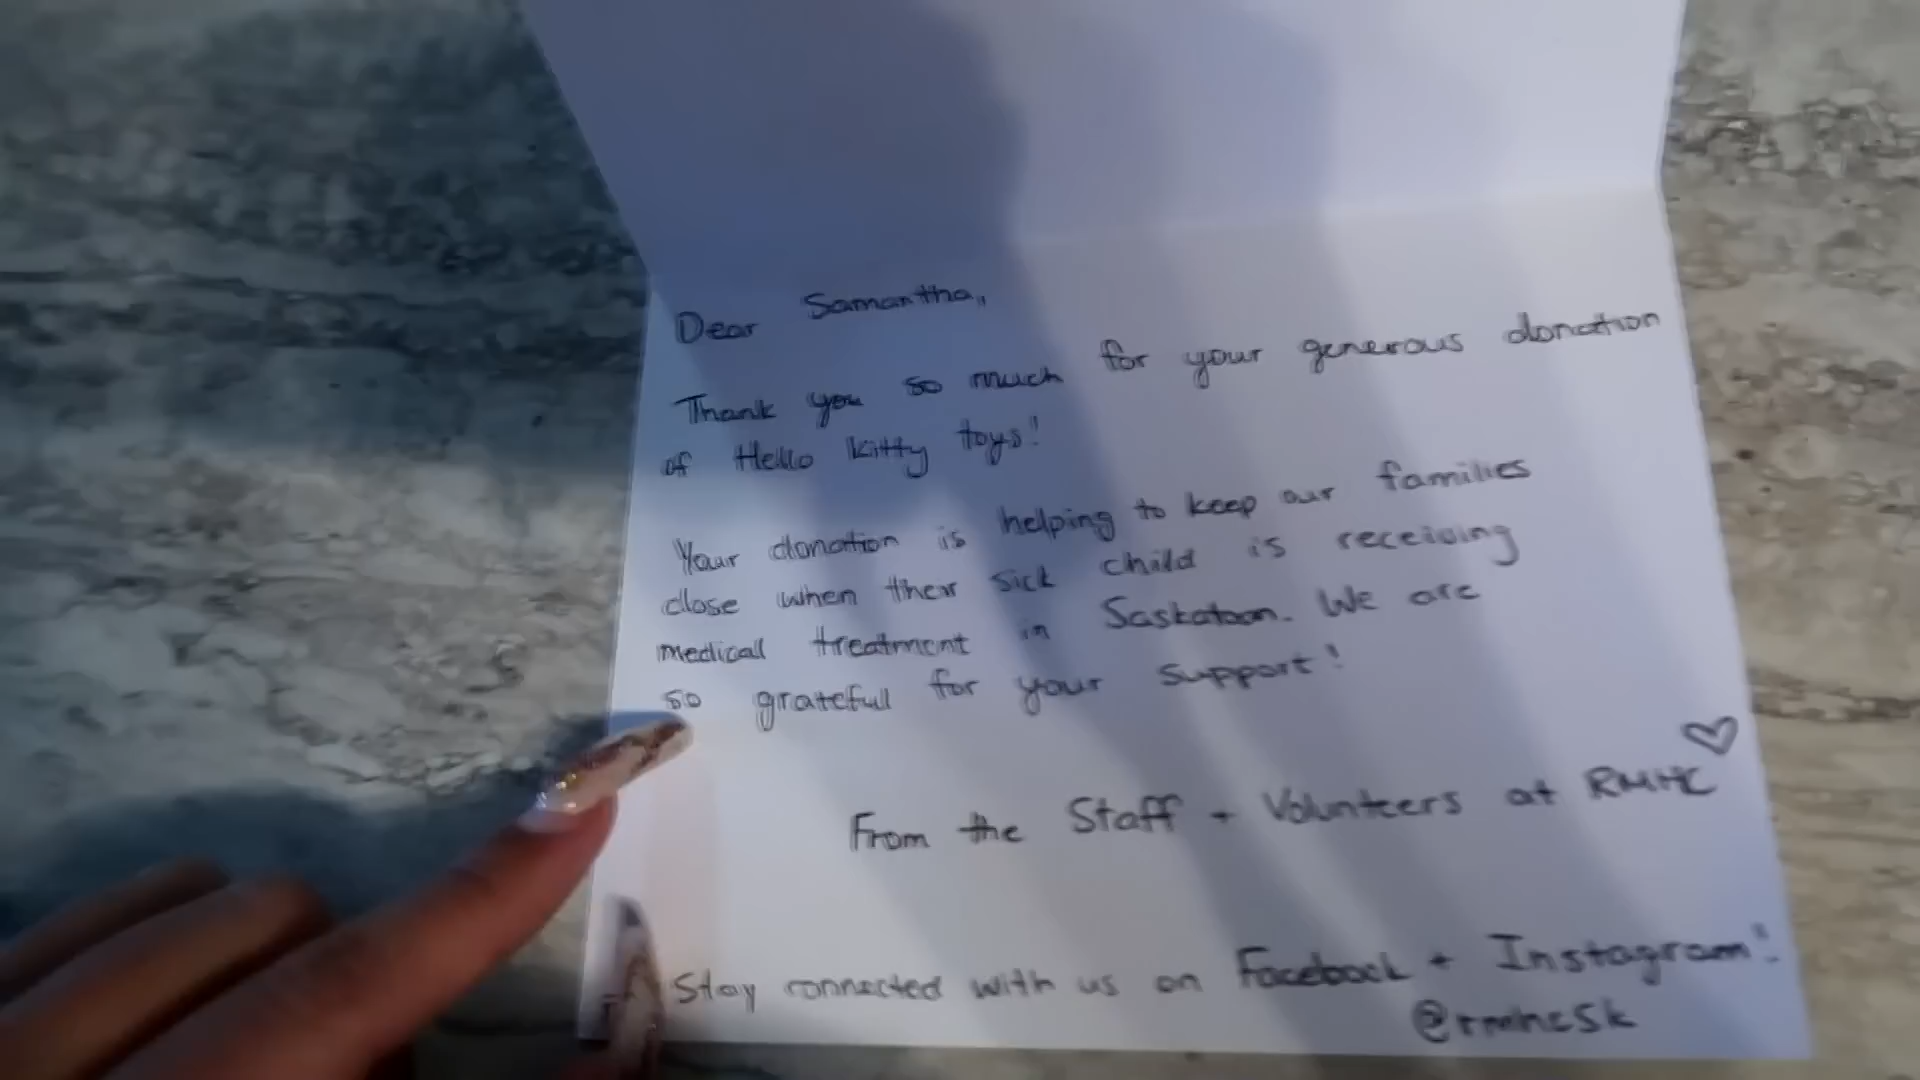 Dear Samantha,
Thank you so much for your generous donation
of Hello Kitty toys!
Your donation is helping to keep our families
close when their sick child is receiving
medical treatment in Saskatoon. We are
so grateful for your support!
From the Staff + Volunteers at RMHC
Stay connected with us on Facebook + Instagram!
@rmhcsk